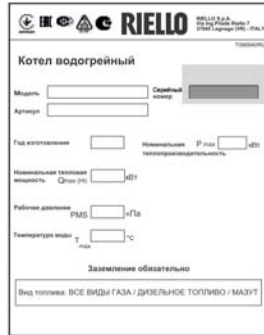 RIELLO
RIELLO S.p.A.
Via Ing.Pilade Riello 7
37045 Legnago (VR) - ITALY
Котел водогрейный
Модель
Серийный номер
Артикул
Год изготовления
Номинальная теплопроизводительность
P max
кВт
Номинальная тепловая мощность
Qmax (Hi)
кВт
Рабочее давление
PMS
кПа
Температура воды
T max
°C
Заземление обязательно
Вид топлива: ВСЕ ВИДЫ ГАЗА / ДИЗЕЛЬНОЕ ТОПЛИВО / МАЗУТ